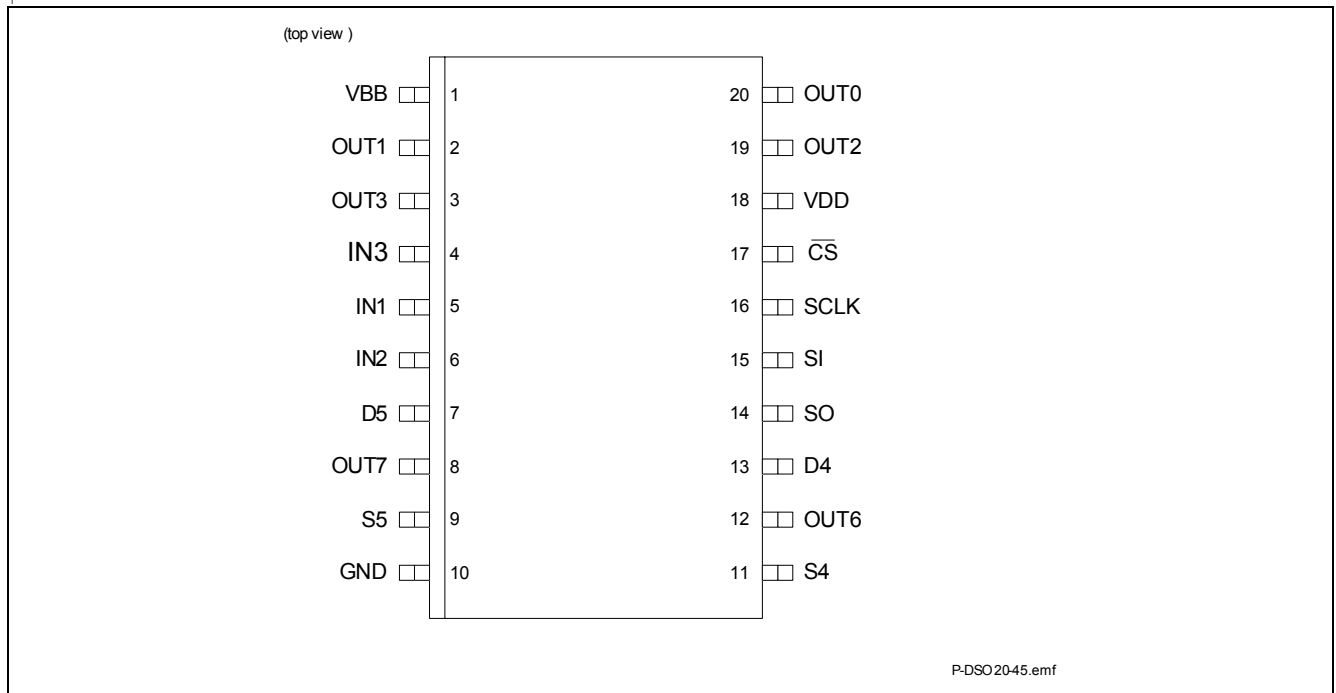 (top view )
VBB 1 20 OUT0
OUT1 2 19 OUT2
OUT3 3 18 VDD
IN3 4 17 C̅S̅
IN1 5 16 SCLK
IN2 6 15 SI
D5 7 14 SO
OUT7 8 13 D4
S5 9 12 OUT6
GND 10 11 S4
P-DSO20-45.emf